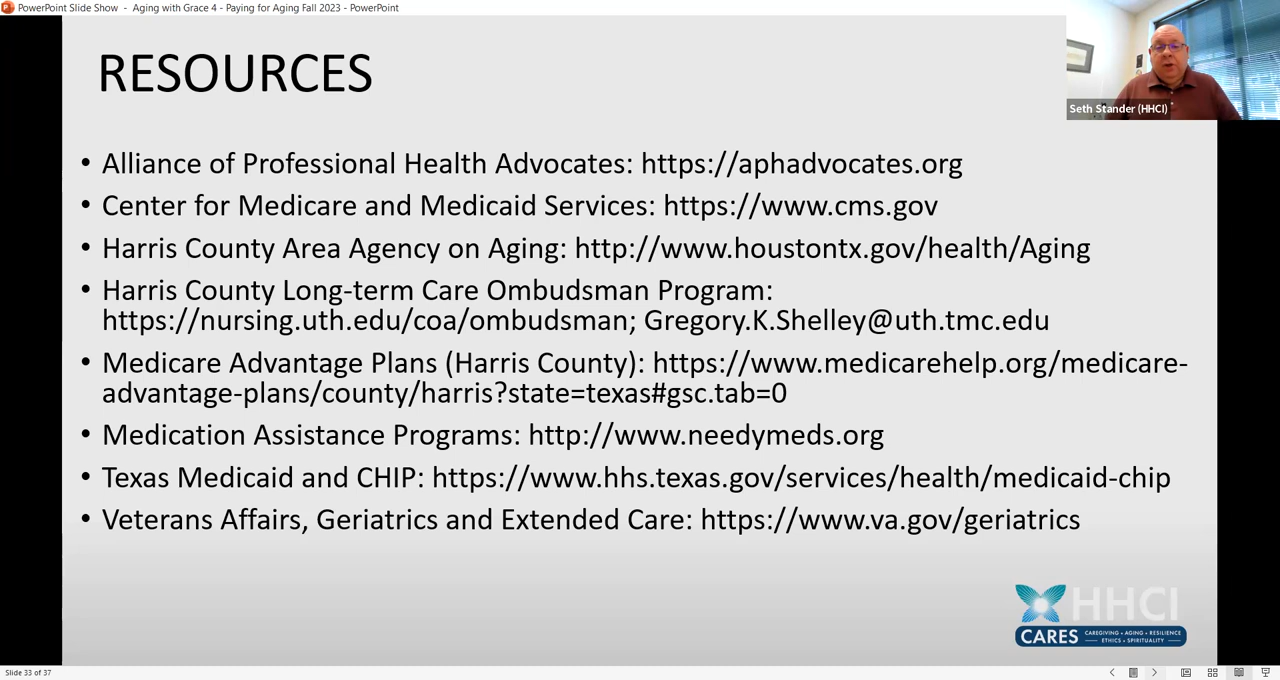 PowerPoint Slide Show - Aging with Grace 4 - Paying for Aging Fall 2023 - PowerPoint
RESOURCES
Seth Stander (HHCI)
• Alliance of Professional Health Advocates: https://aphadvocates.org
• Center for Medicare and Medicaid Services: https://www.cms.gov
• Harris County Area Agency on Aging: http://www.houstontx.gov/health/Aging
• Harris County Long-term Care Ombudsman Program:
https://nursing.uth.edu/coa/ombudsman; Gregory.K.Shelley@uth.tmc.edu
• Medicare Advantage Plans (Harris County): https://www.medicarehelp.org/medicare-
advantage-plans/county/harris?state=texas#gsc.tab=0
• Medication Assistance Programs: http://www.needymeds.org
• Texas Medicaid and CHIP: https://www.hhs.texas.gov/services/health/medicaid-chip
• Veterans Affairs, Geriatrics and Extended Care: https://www.va.gov/geriatrics
HHCI
CARES
CAREGIVING • AGING • RESILIENCE
ETHICS • SPIRITUALITY
Slide 33 of 37